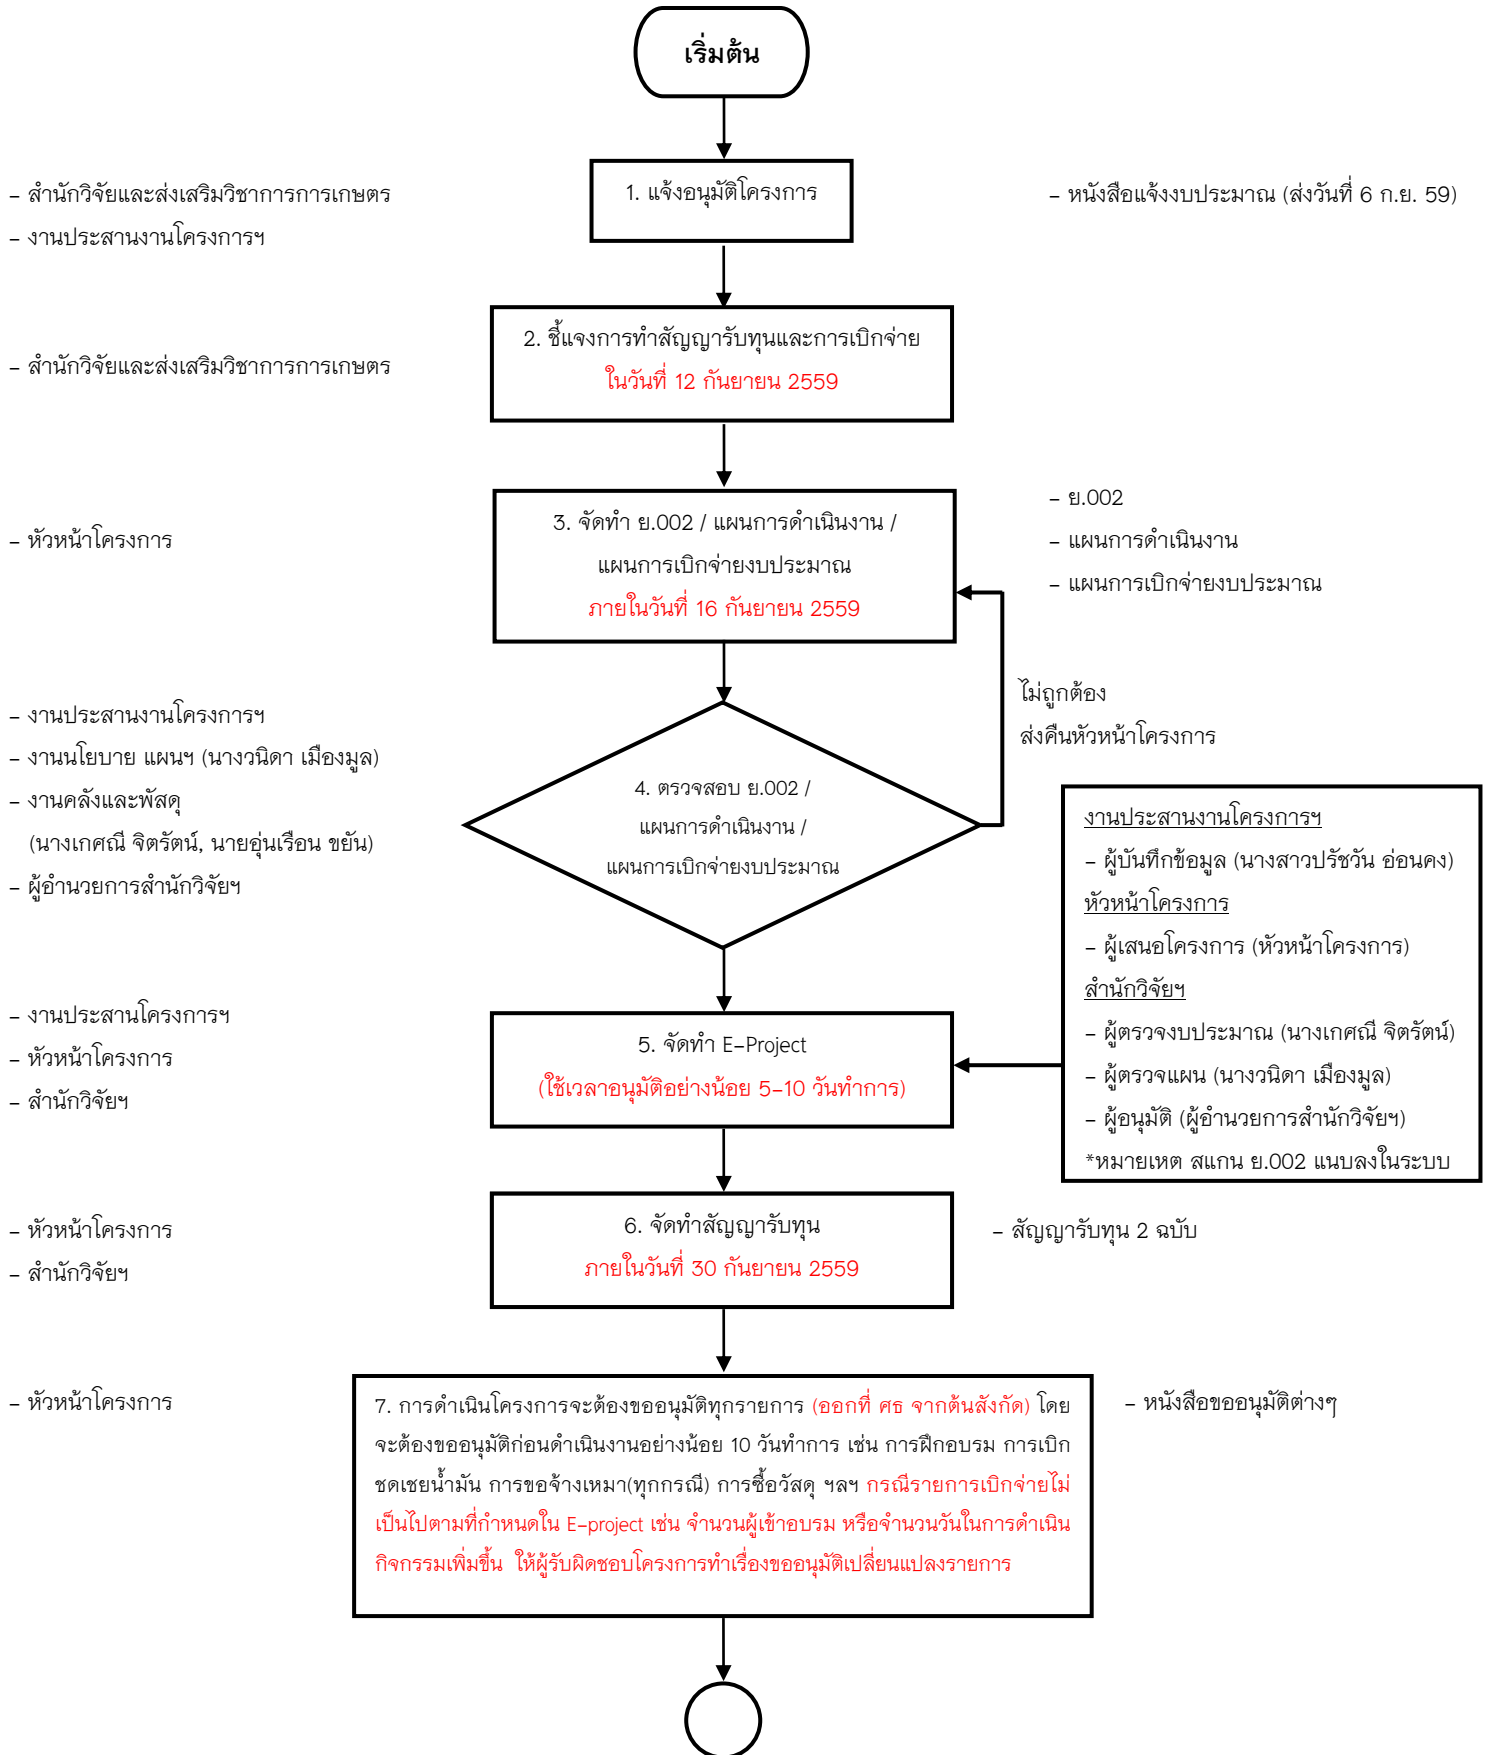 เริ่มต้น
– สำนักวิจัยและส่งเสริมวิชาการการเกษตร
– งานประสานงานโครงการฯ
1. แจ้งอนุมัติโครงการ
– หนังสือแจ้งงบประมาณ (ส่งวันที่ 6 ก.ย. 59)
– สำนักวิจัยและส่งเสริมวิชาการการเกษตร
2. ชี้แจงการทำสัญญารับทุนและการเบิกจ่าย
ในวันที่ 12 กันยายน 2559
– หัวหน้าโครงการ
3. จัดทำ ย.002 / แผนการดำเนินงาน /
แผนการเบิกจ่ายงบประมาณ
ภายในวันที่ 16 กันยายน 2559
– ย.002
– แผนการดำเนินงาน
– แผนการเบิกจ่ายงบประมาณ
ไม่ถูกต้อง
ส่งคืนหัวหน้าโครงการ
– งานประสานงานโครงการฯ
– งานนโยบาย แผนฯ (นางวนิดา เมืองมูล)
– งานคลังและพัสดุ
(นางเกศณี จิตรัตน์, นายอุ่นเรือน ขยัน)
– ผู้อำนวยการสำนักวิจัยฯ
4. ตรวจสอบ ย.002 /
แผนการดำเนินงาน /
แผนการเบิกจ่ายงบประมาณ
งานประสานงานโครงการฯ
– ผู้บันทึกข้อมูล (นางสาวปรัชวัน อ่อนคง)
หัวหน้าโครงการ
– ผู้เสนอโครงการ (หัวหน้าโครงการ)
สำนักวิจัยฯ
– ผู้ตรวจงบประมาณ (นางเกศณี จิตรัตน์)
– ผู้ตรวจแผน (นางวนิดา เมืองมูล)
– ผู้อนุมัติ (ผู้อำนวยการสำนักวิจัยฯ)
*หมายเหต สแกน ย.002 แนบลงในระบบ
– งานประสานโครงการฯ
– หัวหน้าโครงการ
– สำนักวิจัยฯ
5. จัดทำ E–Project
(ใช้เวลาอนุมัติอย่างน้อย 5–10 วันทำการ)
– หัวหน้าโครงการ
– สำนักวิจัยฯ
6. จัดทำสัญญารับทุน
ภายในวันที่ 30 กันยายน 2559
– สัญญารับทุน 2 ฉบับ
– หัวหน้าโครงการ
7. การดำเนินโครงการจะต้องขออนุมัติทุกรายการ (ออกที่ ศธ จากต้นสังกัด) โดย
จะต้องขออนุมัติก่อนดำเนินงานอย่างน้อย 10 วันทำการ เช่น การฝึกอบรม การเบิก
ชดเชยน้ำมัน การขอจ้างเหมา(ทุกกรณี) การซื้อวัสดุ ฯลฯ กรณีรายการเบิกจ่ายไม่
เป็นไปตามที่กำหนดใน E–project เช่น จำนวนผู้เข้าอบรม หรือจำนวนวันในการดำเนิน
กิจกรรมเพิ่มขึ้น ให้ผู้รับผิดชอบโครงการทำเรื่องขออนุมัติเปลี่ยนแปลงรายการ
– หนังสือขออนุมัติต่างๆ